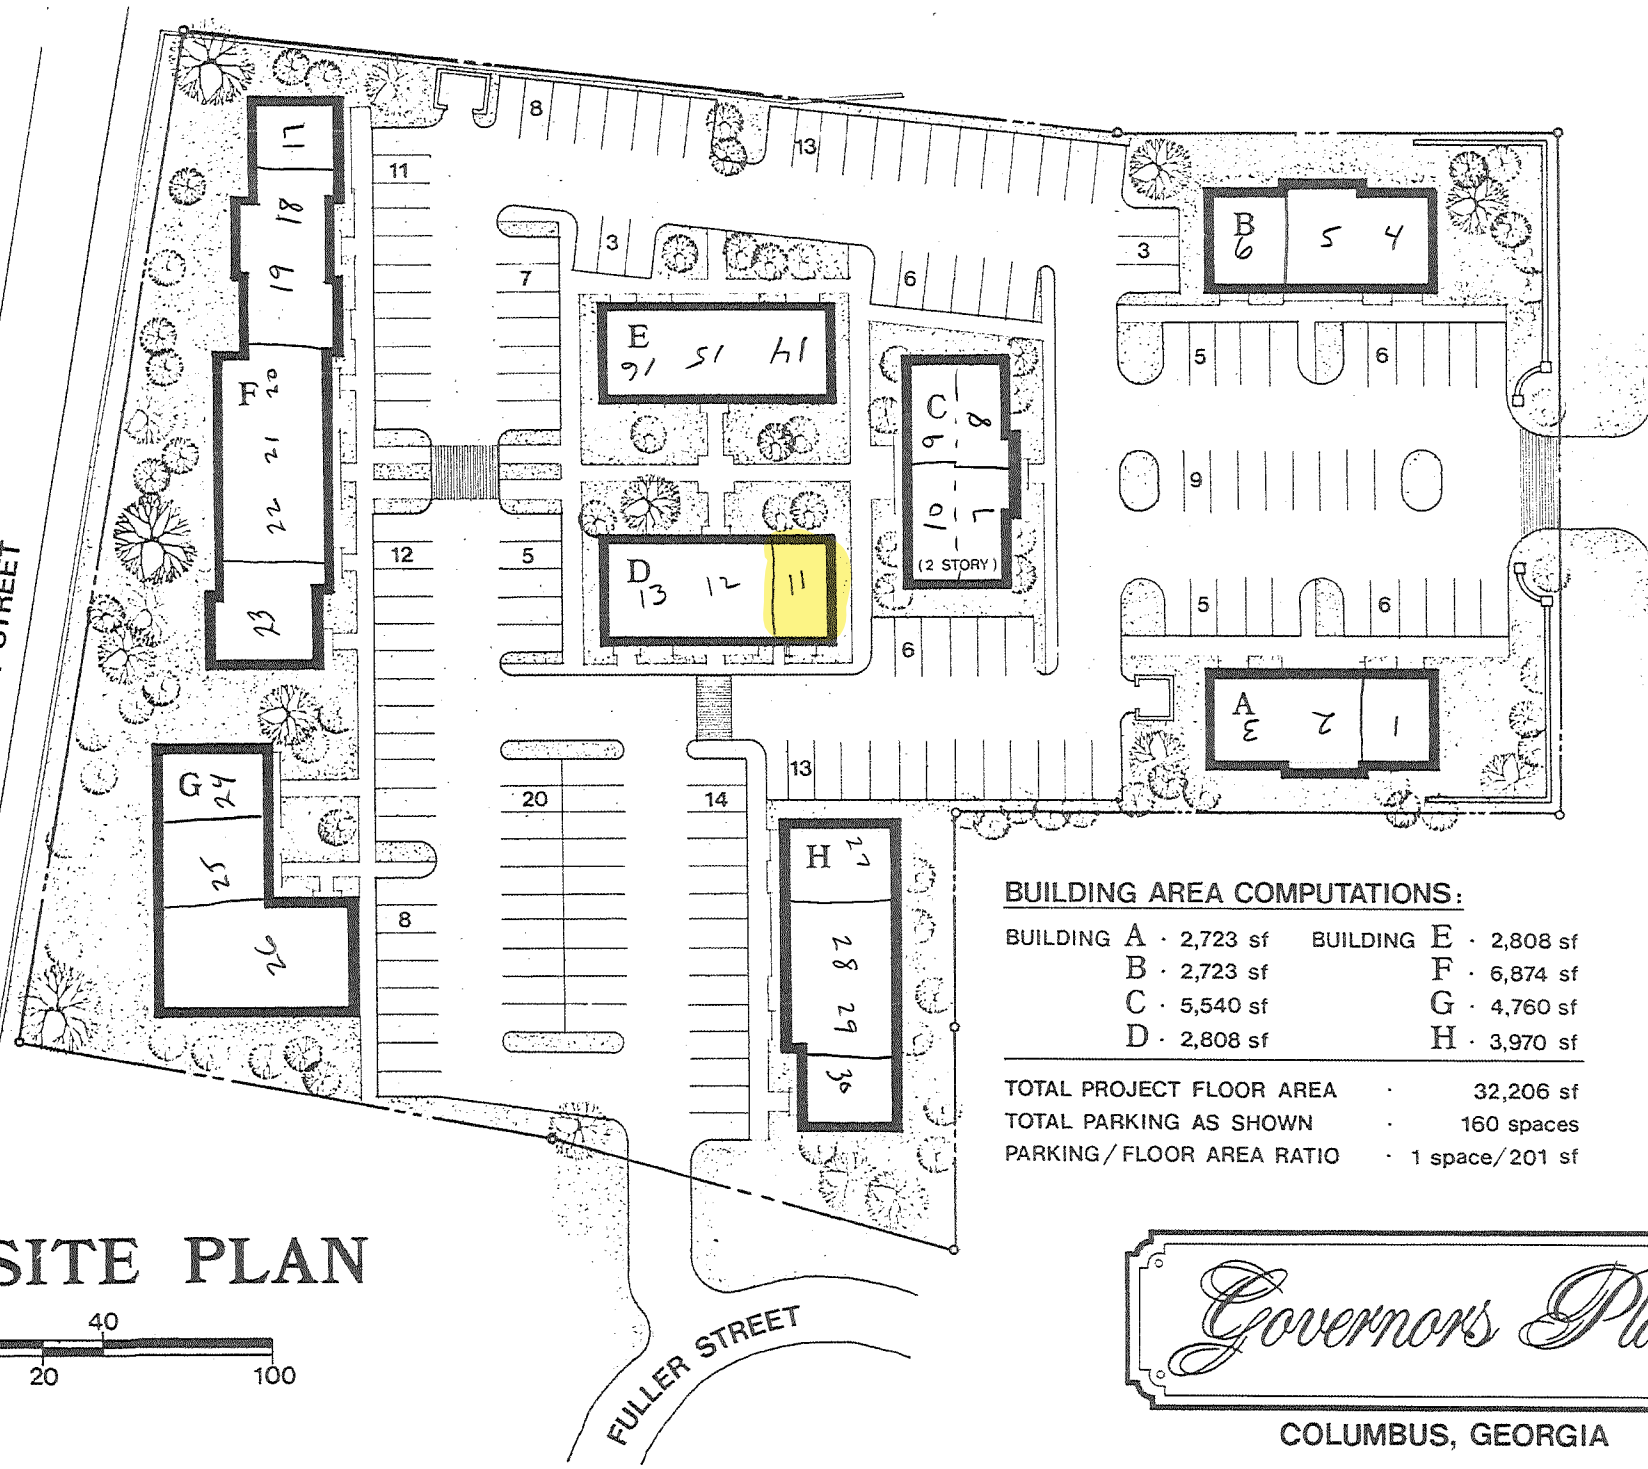 8
13
17
11
18
3
B
6 5 4
3
7
6
19
E
16 15 14
5
6
F
20
C
8
9
21
9
22
10
7
(2 STORY)
12
5
D
13 12 11
5
6
23
6
A
3 2 1
G
24
20
14
13
25
H
27
8
26
28
29
30
BUILDING AREA COMPUTATIONS:
BUILDING A · 2,723 sf BUILDING E · 2,808 sf
B · 2,723 sf F · 6,874 sf
C · 5,540 sf G · 4,760 sf
D · 2,808 sf H · 3,970 sf
TOTAL PROJECT FLOOR AREA · 32,206 sf
TOTAL PARKING AS SHOWN · 160 spaces
PARKING/FLOOR AREA RATIO · 1 space/201 sf
STREET
SITE PLAN
40
20 100
FULLER STREET
Governors
COLUMBUS, GEORGIA